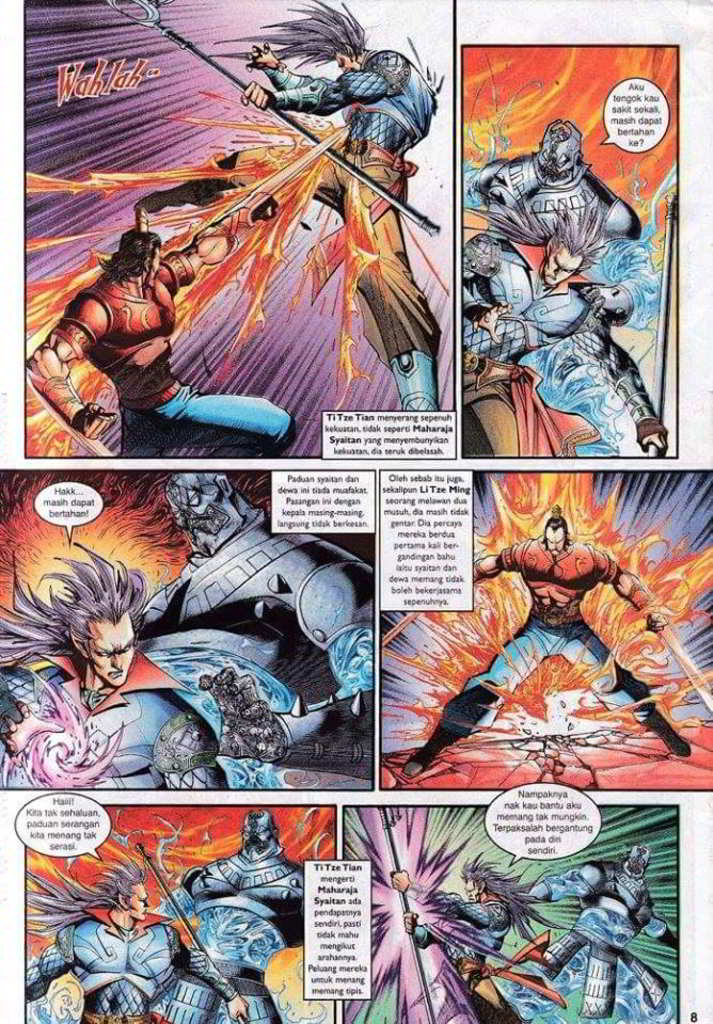 Wah lah..
Ti Tze Tian menyerang sepenuh
kekuatan, tidak seperti Maharaja
Syaitan yang menyembunyikan
kekuatan, dia teruk dibelasah.
Aku
tengok kau
sakit sekali,
masih dapat
bertahan
ke?
Hakk...
masih dapat
bertahan!
Paduan syaitan dan
dewa ini tiada muafakat.
Pasangan ini dengan
kepala masing-masing,
langsung tidak berkesan.
Oleh sebab itu juga,
sekalipun Li Tze Ming
seorang melawan dua
musuh, dia masih tidak
gentar. Dia percaya
mereka berdua
pertama kali ber-
gandingan bahu
iaitu syaitan dan
dewa memang tidak
boleh bekerjasama
sepenuhnya.
Haiii!
Kita tak sehaluan,
paduan serangan
kita menang tak
serasi.
Ti Tze Tian
mengerti
Maharaja
Syaitan ada
pendapatnya
sendiri, pasti
tidak mahu
mengikut
arahannya.
Peluang mereka
untuk menang
memang tipis.
Nampaknya
nak kau bantu aku
memang tak mungkin.
Terpaksalah bergantung
pada diri
sendiri.
8